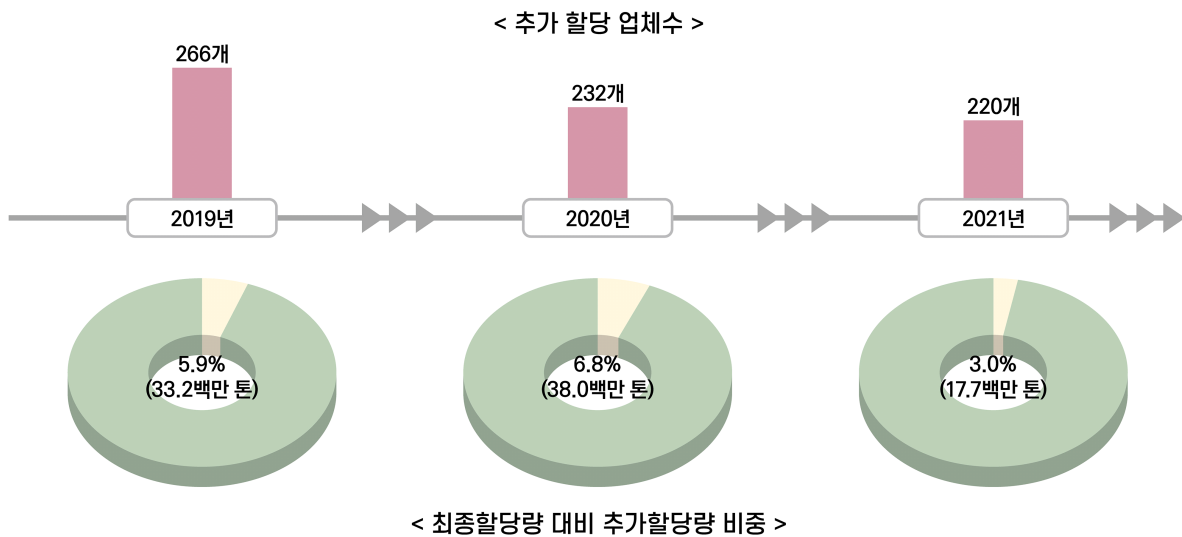 < 추가 할당 업체수 >
266개
232개
220개
2019년
2020년
2021년
5.9%
(33.2백만 톤)
6.8%
(38.0백만 톤)
3.0%
(17.7백만 톤)
< 최종할당량 대비 추가할당량 비중 >